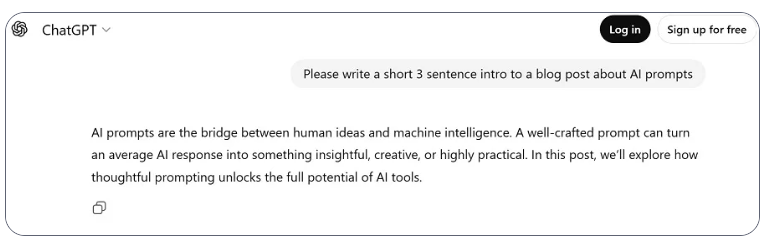 ChatGPT Log in Sign up for free
Please write a short 3 sentence intro to a blog post about AI prompts
AI prompts are the bridge between human ideas and machine intelligence. A well-crafted prompt can turn
an average AI response into something insightful, creative, or highly practical. In this post, we'll explore how
thoughtful prompting unlocks the full potential of AI tools.